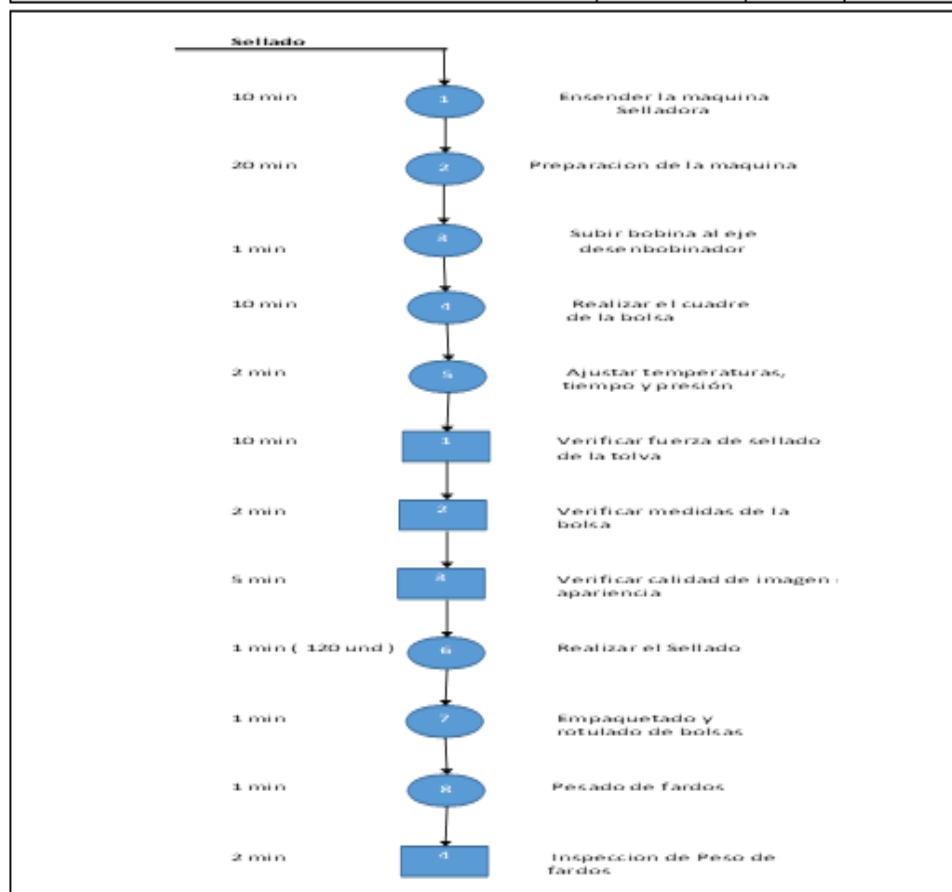 Sellado
10 min
1
Ensender la maquina
Selladora
20 min
2
Preparacion de la maquina
1 min
3
Subir bobina al eje
desenbobinador
10 min
4
Realizar el cuadre
de la bolsa
2 min
5
Ajustar temperaturas,
tiempo y presión
10 min
1
Verificar fuerza de sellado
de la tolva
2 min
2
Verificar medidas de la
bolsa
5 min
3
Verificar calidad de imagen
apariencia
1 min ( 120 und )
6
Realizar el Sellado
1 min
7
Empaquetado y
rotulado de bolsas
1 min
8
Pesado de fardos
2 min
4
Inspeccion de Peso de
fardos